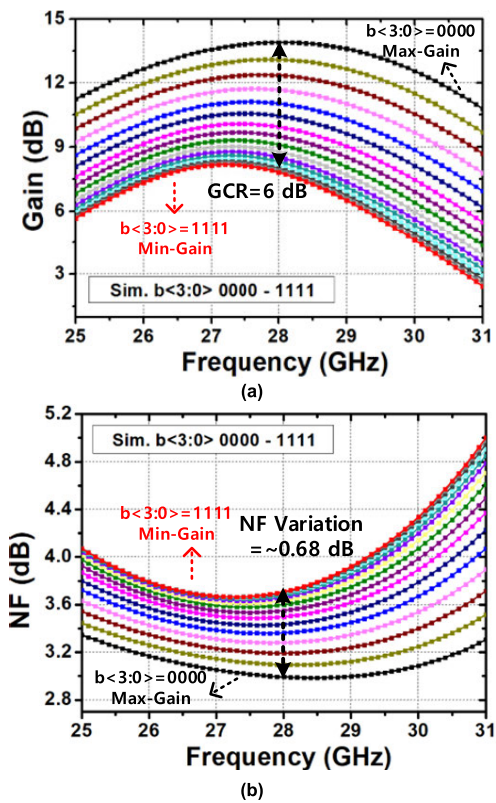 15
12
9
6
3
Gain (dB)
b<3:0>=0000
Max-Gain
GCR=6 dB
b<3:0>=1111
Min-Gain
Sim. b<3:0> 0000 - 1111
25 26 27 28 29 30 31
Frequency (GHz)
(a)
5.2
4.8
4.4
4.0
3.6
3.2
2.8
NF (dB)
Sim. b<3:0> 0000 - 1111
b<3:0>=1111
Min-Gain
NF Variation
=~0.68 dB
b<3:0>=0000
Max-Gain
25 26 27 28 29 30 31
Frequency (GHz)
(b)